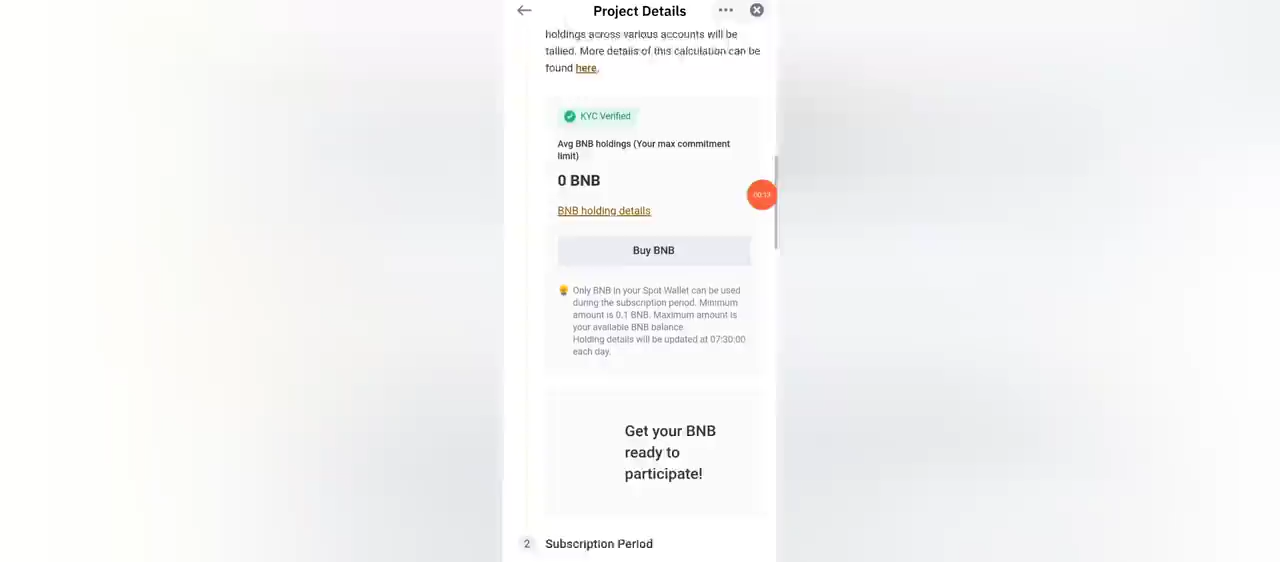 Project Details
holdings across various accounts will be
tallied. More details of this calculation can be
found here.
KYC Verified
Avg BNB holdings (Your max commitment
limit)
0 BNB
00:13
BNB holding details
Buy BNB
Only BNB in your Spot Wallet can be used
during the subscription period. Minimum
amount is 0.1 BNB. Maximum amount is
your available BNB balance.
Holding details will be updated at 07:30:00
each day.
Get your BNB
ready to
participate!
2 Subscription Period